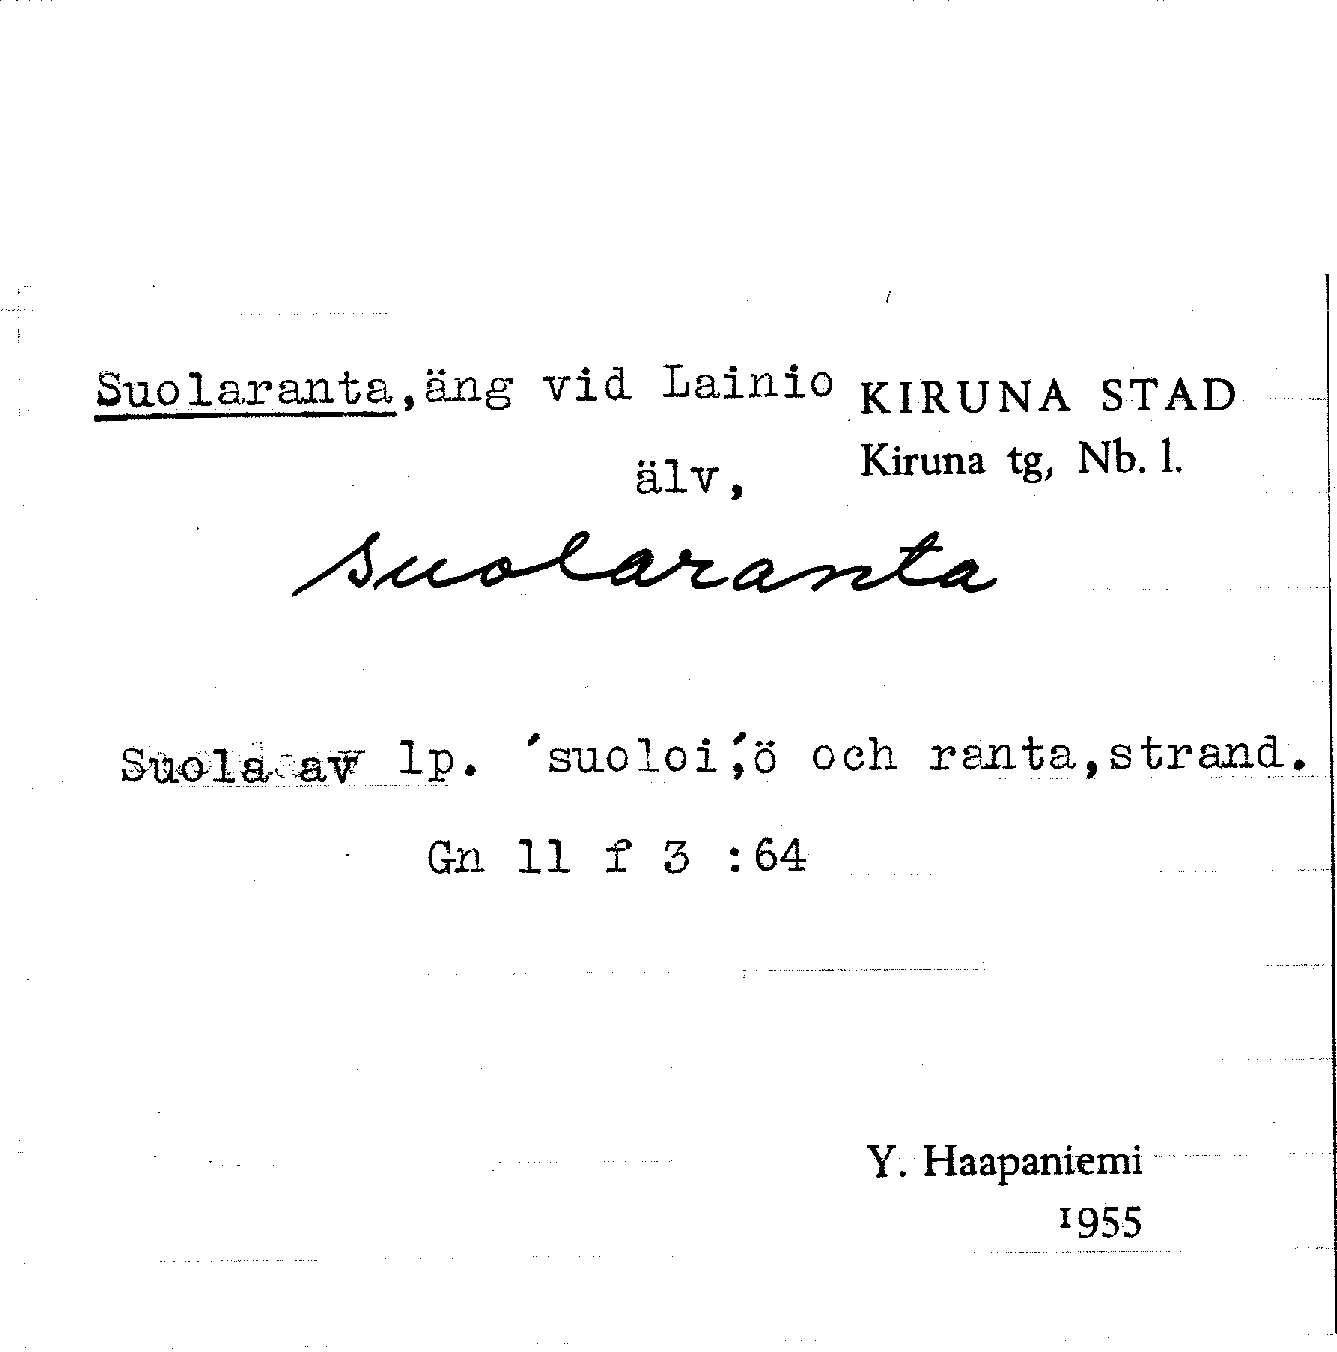 Suolaranta,äng vid Lainio KIRUNA STAD
älv, Kiruna tg, Nb. l.
suolaranta
Suola av lp. ´suoloi´,ö och ranta,strand.
Gn 11 f 3 :64
Y. Haapaniemi
1955